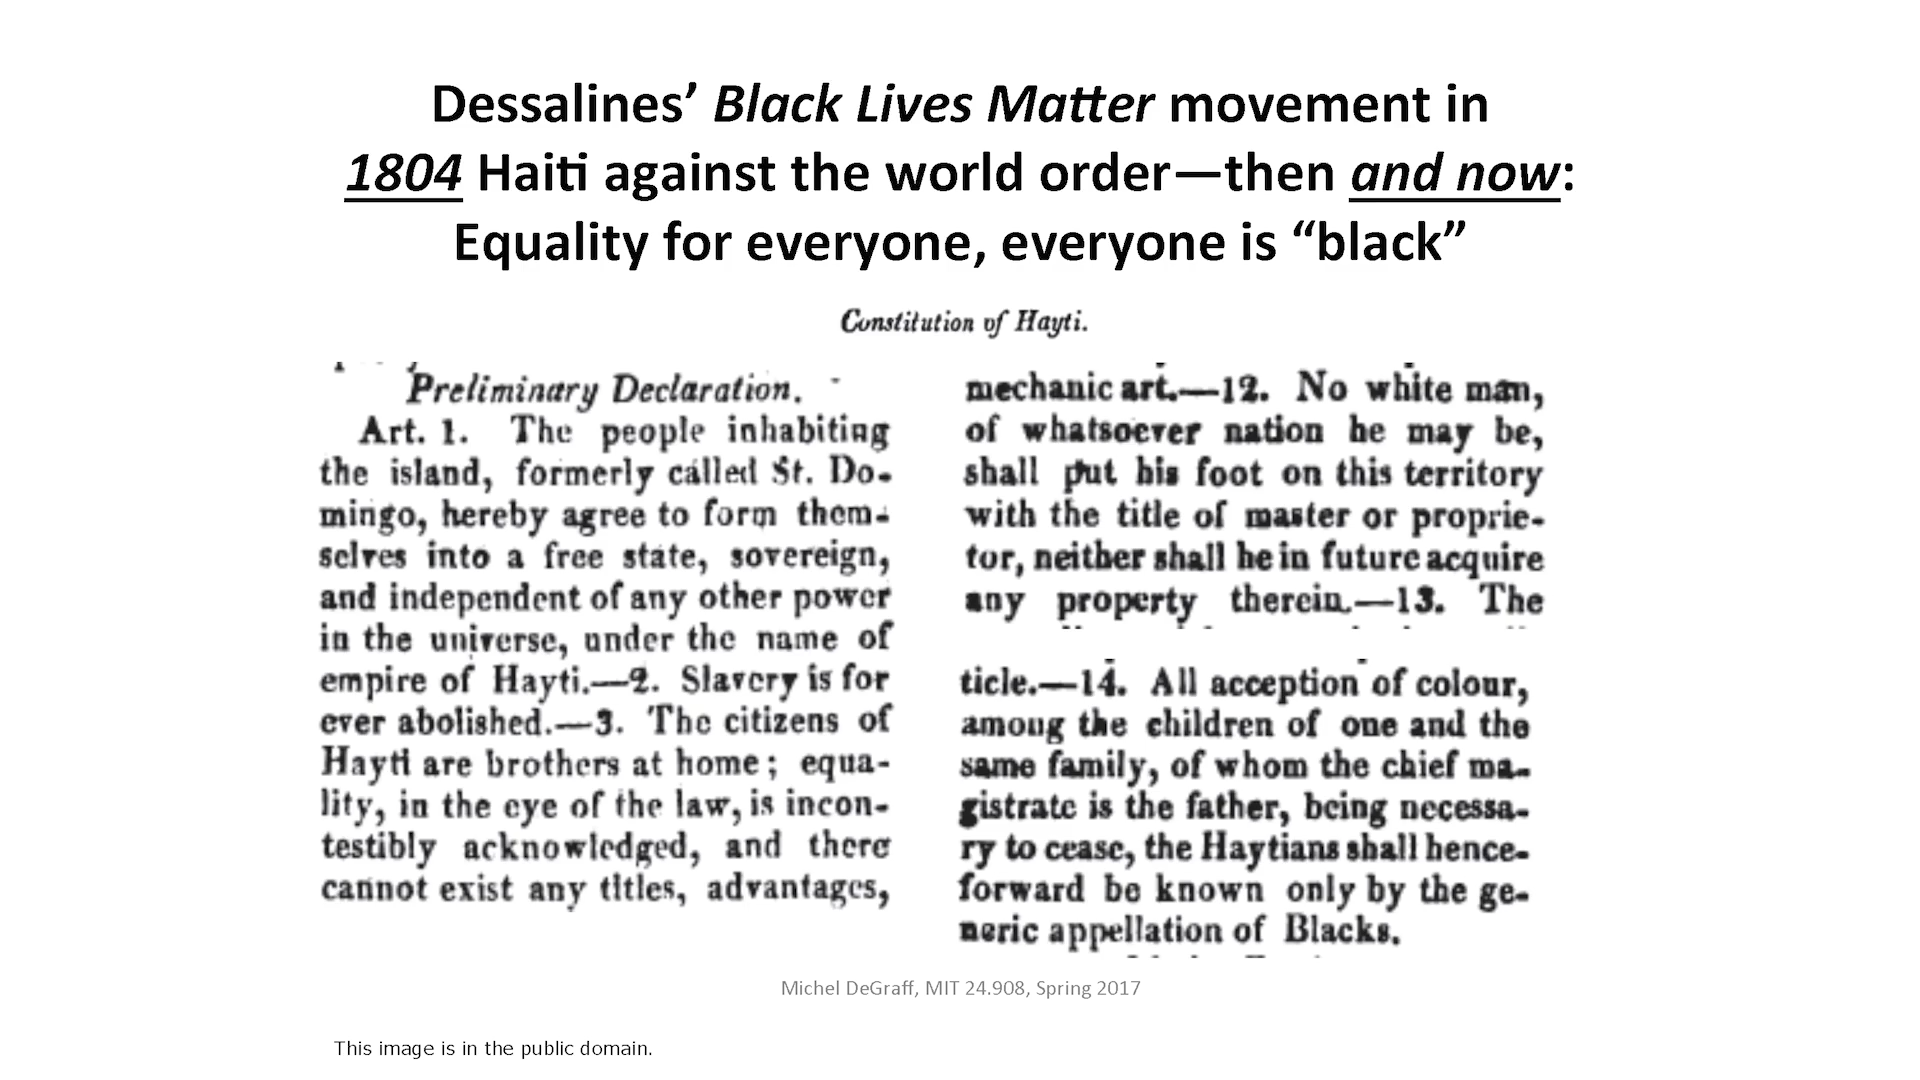 Dessalines’ Black Lives Matter movement in
1804 Haiti against the world order—then and now:
Equality for everyone, everyone is “black”
Constitution of Hayti.
Preliminary Declaration.
Art. 1. The people inhabiting
the island, formerly called St. Do-
mingo, hereby agree to form them-
selves into a free state, sovereign,
and independent of any other power
in the universe, under the name of
empire of Hayti.—2. Slavery is for
ever abolished.—3. The citizens of
Hayti are brothers at home; equa-
lity, in the eye of the law, is incon-
testibly acknowledged, and there
cannot exist any titles, advantages,
mechanic art.—12. No white man,
of whatsoever nation he may be,
shall put his foot on this territory
with the title of master or proprie-
tor, neither shall he in future acquire
any property therein.—13. The
ticle.—14. All acception of colour,
among the children of one and the
same family, of whom the chief ma-
gistrate is the father, being necessa-
ry to cease, the Haytians shall hence-
forward be known only by the ge-
neric appellation of Blacks.
Michel DeGraff, MIT 24.908, Spring 2017
This image is in the public domain.